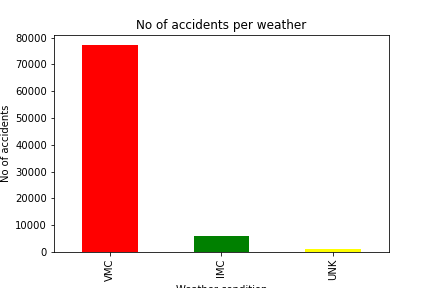 No of accidents per weather
80000
70000
60000
50000
40000
30000
20000
10000
0
No of accidents
VMC
IMC
UNK
Weather condition